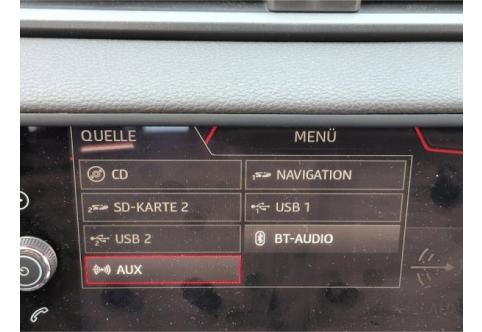 QUELLE
MENÜ
CD
NAVIGATION
SD-KARTE 2
USB 1
USB 2
BT-AUDIO
AUX